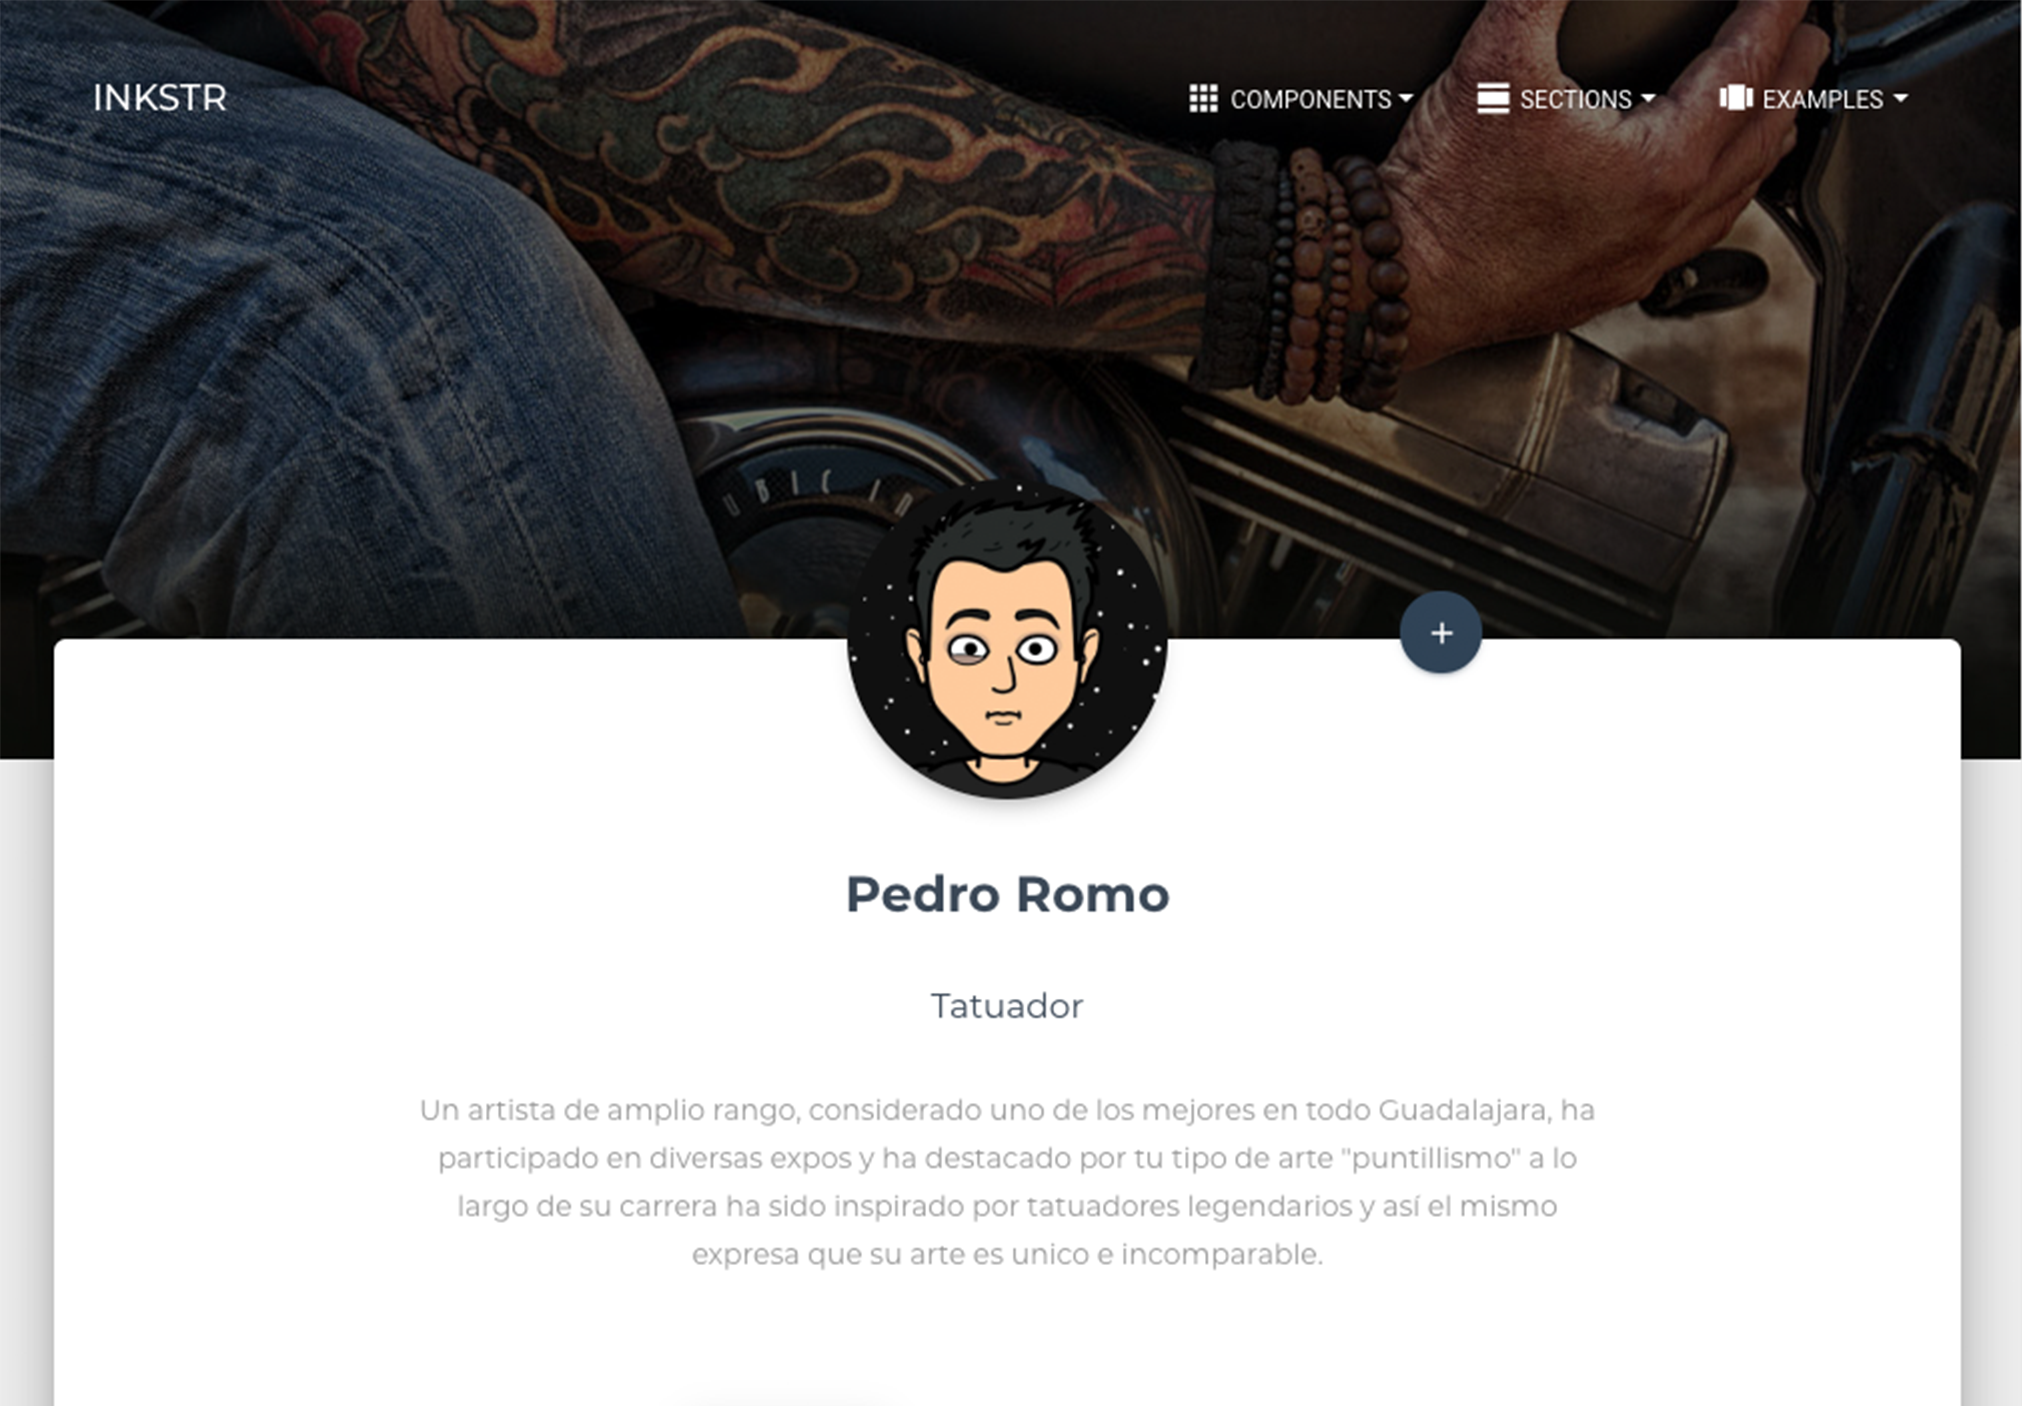 INKSTR
COMPONENTS
SECTIONS
EXAMPLES
+
Pedro Romo
Tatuador
Un artista de amplio rango, considerado uno de los mejores en todo Guadalajara, ha
participado en diversas expos y ha destacado por tu tipo de arte "puntillismo" a lo
largo de su carrera ha sido inspirado por tatuadores legendarios y así el mismo
expresa que su arte es unico e incomparable.